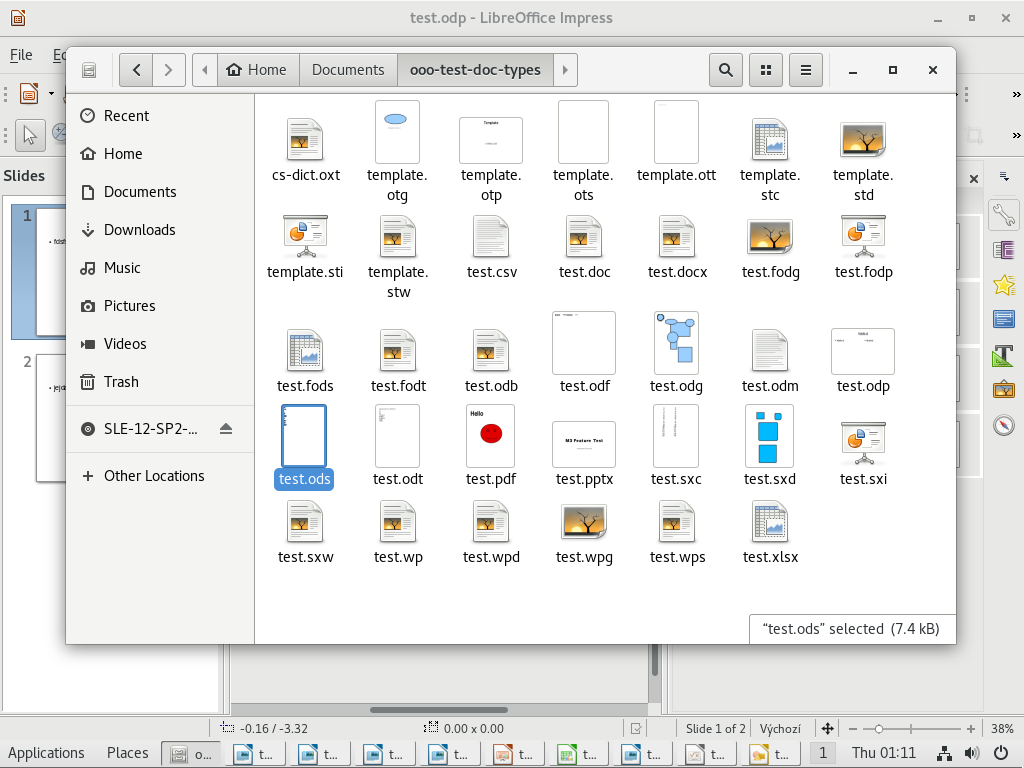 test.odp - LibreOffice Impress
File
Home
Documents
ooo-test-doc-types
Recent
Home
Documents
Downloads
Music
Pictures
Videos
Trash
SLE-12-SP2-...
Other Locations
Slides
1
2
cs-dict.oxt
template.
otg
template.
otp
template.
ots
template.ott
template.
stc
template.
std
template.sti
template.
stw
test.csv
test.doc
test.docx
test.fodg
test.fodp
test.fods
test.fodt
test.odb
test.odf
test.odg
test.odm
test.odp
test.ods
test.odt
Hello
test.pdf
M3 Feature Test
test.pptx
test.sxc
test.sxd
test.sxi
test.sxw
test.wp
test.wpd
test.wpg
test.wps
test.xlsx
“test.ods” selected (7.4 kB)
-0.16 / -3.32
0.00 x 0.00
Slide 1 of 2
Výchozí
38%
Applications
Places
o...
t...
t...
t...
t...
t...
t...
t...
t...
t...
1
Thu 01:11